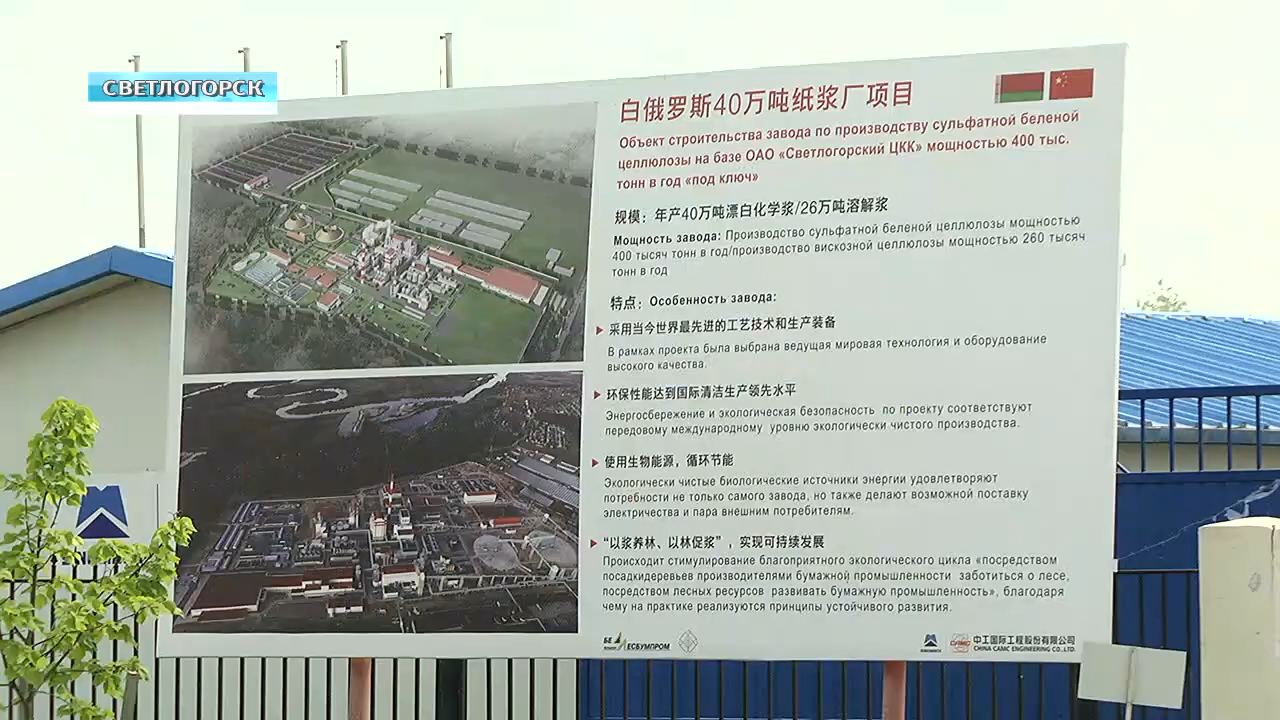 СВЕТЛОГОРСК
白俄罗斯40万吨纸浆厂项目
Объект строительства завода по производству сульфатной беленой
целлюлозы на базе ОАО «Светлогорский ЦКК» мощностью 400 тыс.
тонн в год «под ключ»
规模：年产40万吨漂白化学浆/26万吨溶解浆
Мощность завода: Производство сульфатной беленой целлюлозы мощностью
400 тысяч тонн в год/производство вискозной целлюлозы мощностью 260 тысяч
тонн в год
特点：Особенность завода:
采用当今世界最先进的工艺技术和生产装备
В рамках проекта была выбрана ведущая мировая технология и оборудование
высокого качества.
环保性能达到国际清洁生产领先水平
Энергосбережение и экологическая безопасность по проекту соответствуют
передовому международному уровню экологически чистого производства.
使用生物能源，循环节能
Экологически чистые биологические источники энергии удовлетворяют
потребности не только самого завода, но также делают возможной поставку
электричества и пара внешним потребителям.
“以浆养林、以林促浆”，实现可持续发展
Происходит стимулирование благоприятного экологического цикла «посредством
посадкидеревьев производителями бумажной промышленности заботиться о лесе,
посредством лесных ресурсов развивать бумажную промышленность», благодаря
чему на практике реализуются принципы устойчивого развития.
БЕ ЕСБУМПРОМ
CAMC 中工国际工程股份有限公司
CHINA CAMC ENGINEERING CO.,LTD.